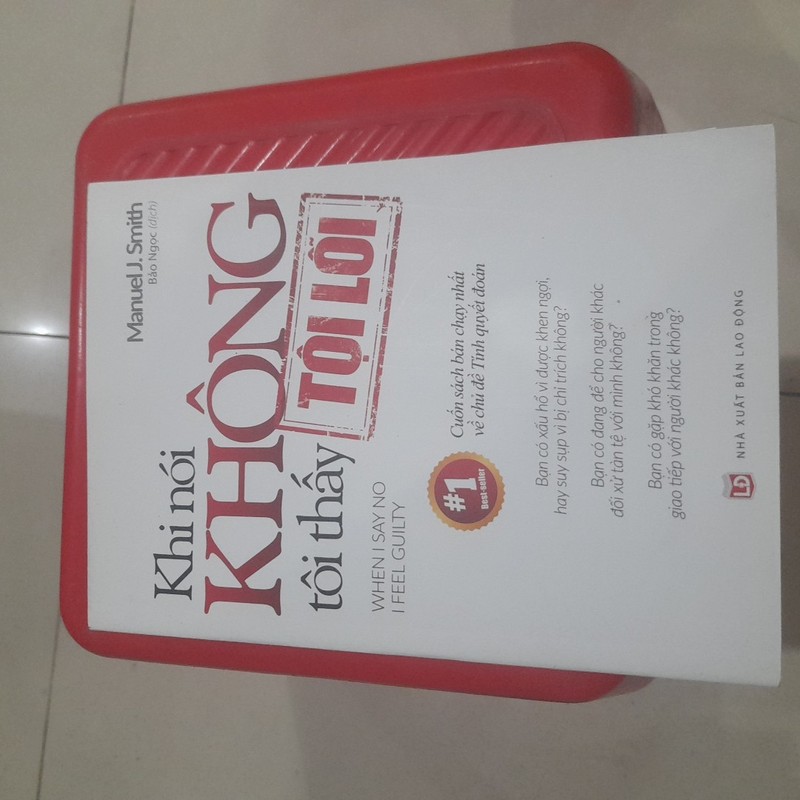 Manuel J. Smith
Bảo Ngọc (dịch)
Khi nói
KHÔNG
tôi thấy
TỘI LỖI
WHEN I SAY NO
I FEEL GUILTY
#1
Best-seller
Cuốn sách bán chạy nhất
về chủ đề Tính quyết đoán
Bạn có xấu hổ vì được khen ngợi,
hay suy sụp vì bị chỉ trích không?
Bạn có đang để cho người khác
đối xử tàn tệ với mình không?
Bạn có gặp khó khăn trong
giao tiếp với người khác không?
LĐ
NHÀ XUẤT BẢN LAO ĐỘNG